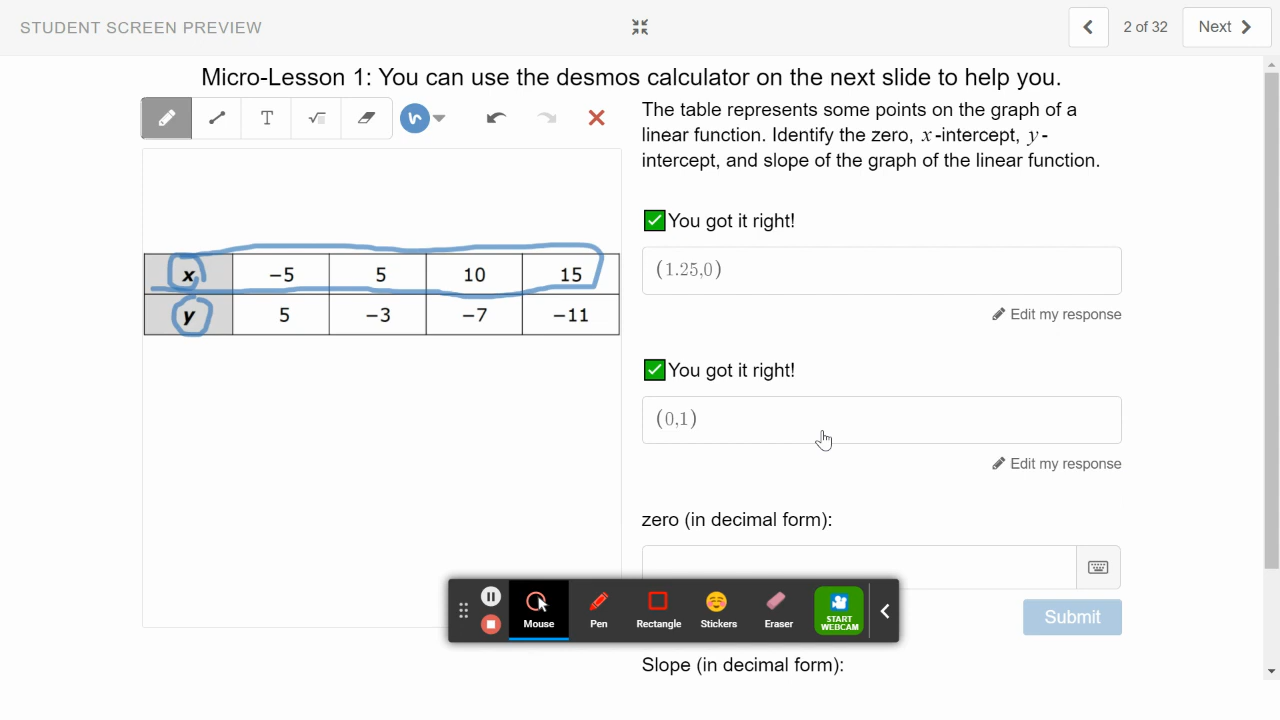 STUDENT SCREEN PREVIEW
2 of 32
Next
Micro-Lesson 1: You can use the desmos calculator on the next slide to help you.
T
√‾
The table represents some points on the graph of a
linear function. Identify the zero, x-intercept, y-
intercept, and slope of the graph of the linear function.
You got it right!
(1.25,0)
Edit my response
x −5 5 10 15
y 5 −3 −7 −11
You got it right!
(0,1)
Edit my response
zero (in decimal form):
Submit
Mouse Pen Rectangle Stickers Eraser START WEBCAM
Slope (in decimal form):